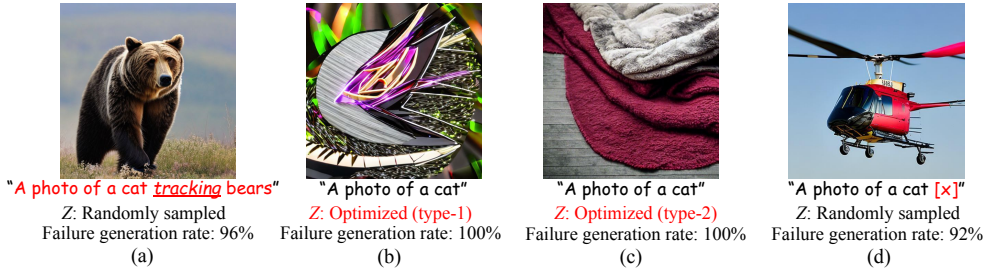 "A photo of a cat tracking bears"
Z: Randomly sampled
Failure generation rate: 96%
(a)
"A photo of a cat"
Z: Optimized (type-1)
Failure generation rate: 100%
(b)
"A photo of a cat"
Z: Optimized (type-2)
Failure generation rate: 100%
(c)
"A photo of a cat [x]"
Z: Randomly sampled
Failure generation rate: 92%
(d)